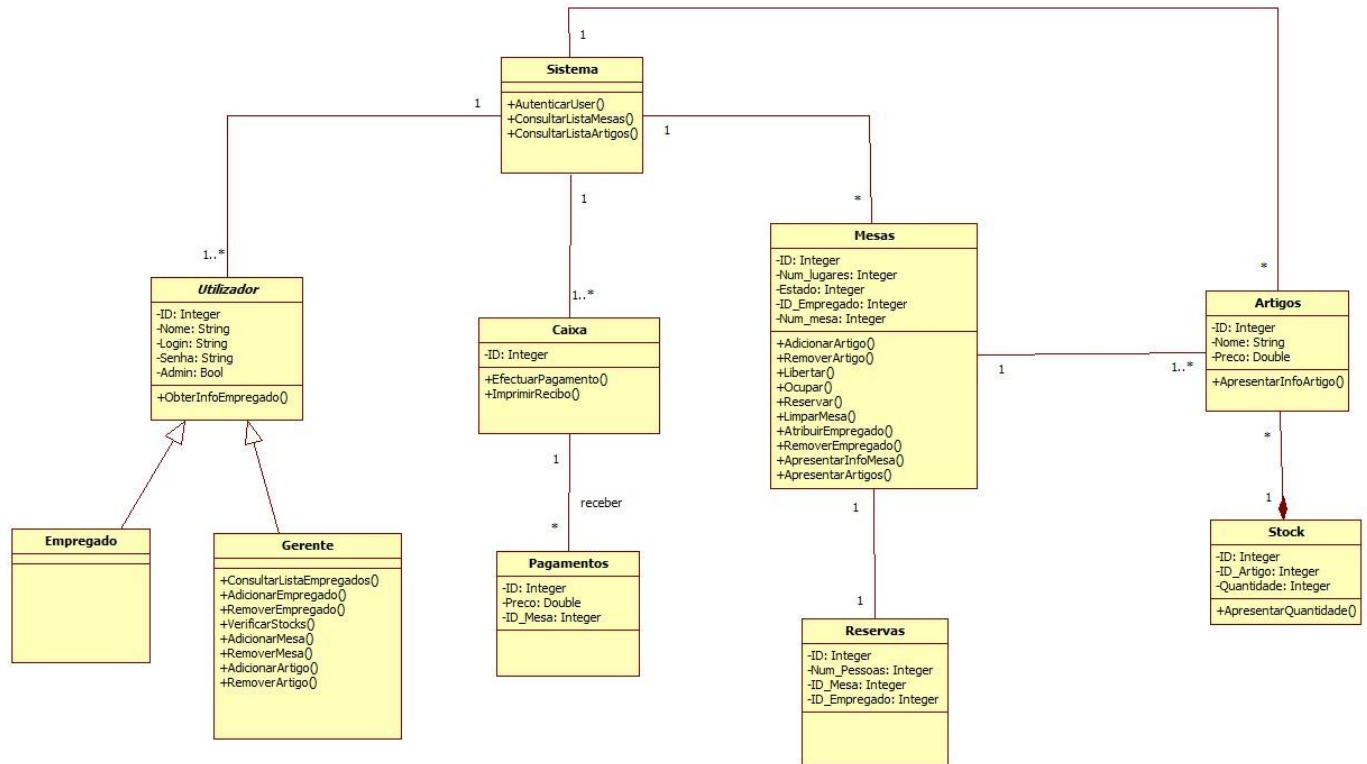 1
Sistema
+AutenticarUser()
+ConsultarListaMesas()
+ConsultarListaArtigos()
1
1
1
1..*
Utilizador
-ID: Integer
-Nome: String
-Login: String
-Senha: String
-Admin: Bool
+ObterInfoEmpregado()
1..*
Caixa
-ID: Integer
+EfectuarPagamento()
+ImprimirRecibo()
*
Mesas
-ID: Integer
-Num_lugares: Integer
-Estado: Integer
-ID_Empregado: Integer
-Num_mesa: Integer
+AdicionarArtigo()
+RemoverArtigo()
+Libertar()
+Ocupar()
+Reservar()
+LimparMesa()
+AtribuirEmpregado()
+RemoverEmpregado()
+ApresentarInfoMesa()
+ApresentarArtigos()
*
Artigos
-ID: Integer
-Nome: String
-Preco: Double
+ApresentarInfoArtigo()
1
1..*
*
1
Stock
-ID: Integer
-ID_Artigo: Integer
-Quantidade: Integer
+ApresentarQuantidade()
Empregado
Gerente
+ConsultarListaEmpregados()
+AdicionarEmpregado()
+RemoverEmpregado()
+VerificarStocks()
+AdicionarMesa()
+RemoverMesa()
+AdicionarArtigo()
+RemoverArtigo()
1
receber
*
Pagamentos
-ID: Integer
-Preco: Double
-ID_Mesa: Integer
1
1
Reservas
-ID: Integer
-Num_Pessoas: Integer
-ID_Mesa: Integer
-ID_Empregado: Integer